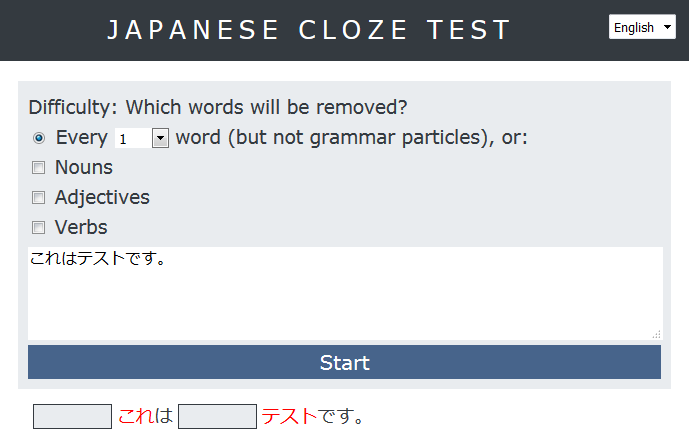 JAPANESE CLOZE TEST
English
Difficulty: Which words will be removed?
Every 1 word (but not grammar particles), or:
Nouns
Adjectives
Verbs
これはテストです。
Start
これは テストです。